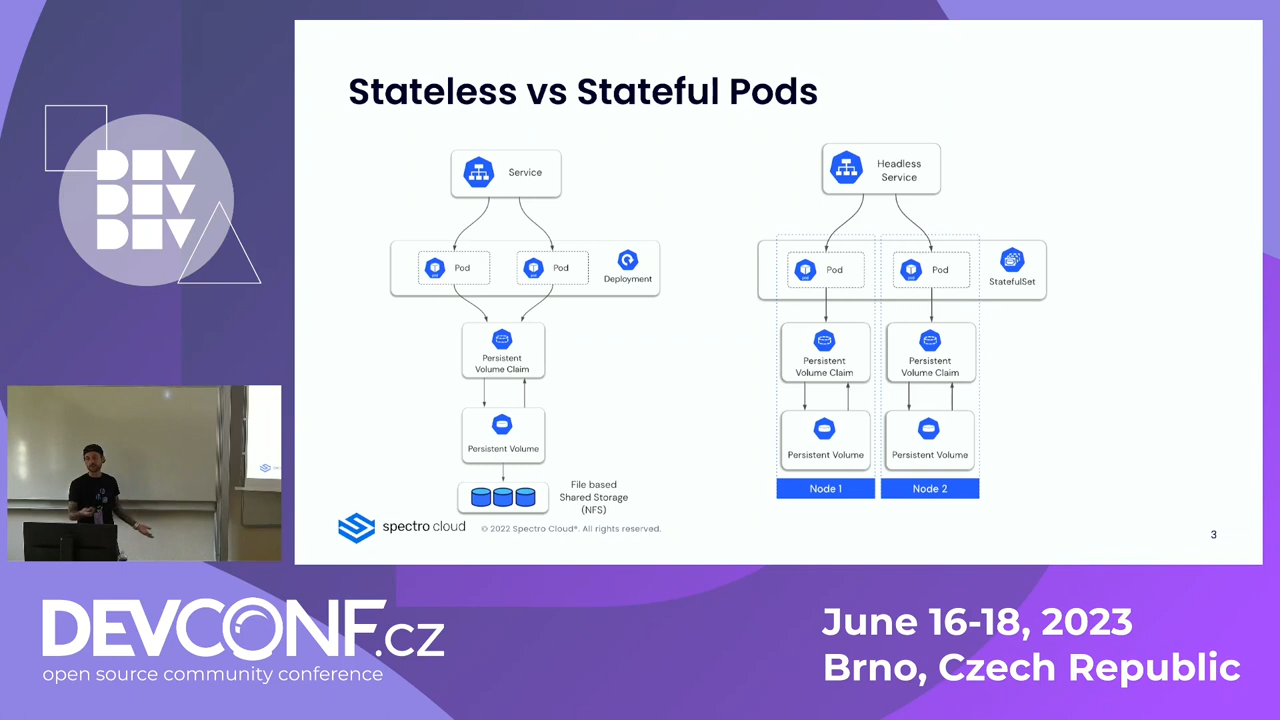 Stateless vs Stateful Pods
Service
Pod
Pod
Deployment
Persistent
Volume Claim
Persistent Volume
File based
Shared Storage
(NFS)
Headless
Service
Pod
Pod
StatefulSet
Persistent
Volume Claim
Persistent
Volume Claim
Persistent Volume
Persistent Volume
Node 1
Node 2
spectro cloud
© 2022 Spectro Cloud®. All rights reserved.
3
DEV
DEV
DEV
DEVCONF.cz
open source community conference
June 16-18, 2023
Brno, Czech Republic